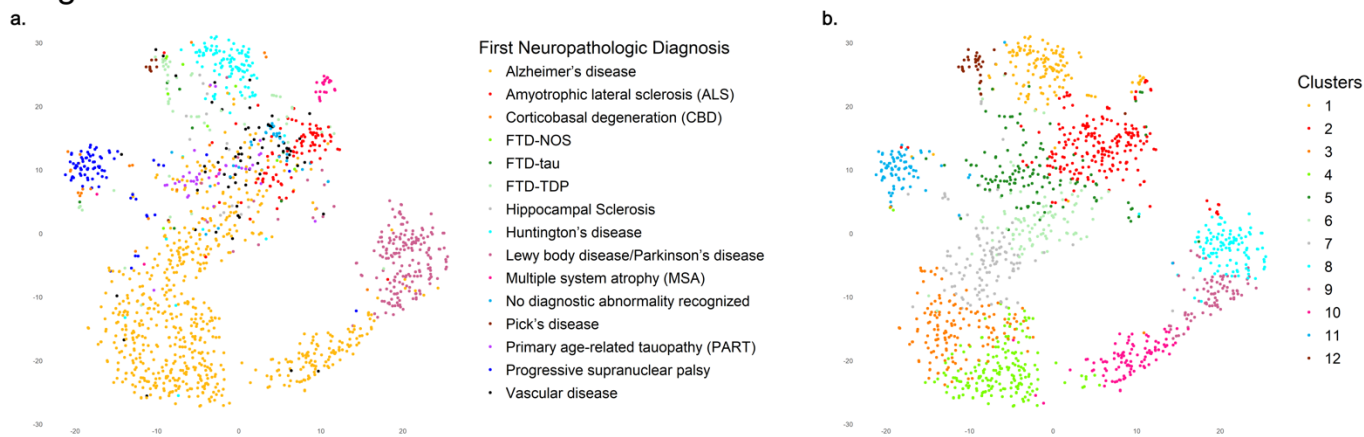 a.
30
20
10
0
-10
-20
-30
-20
-10
0
10
20
First Neuropathologic Diagnosis
Alzheimer's disease
Amyotrophic lateral sclerosis (ALS)
Corticobasal degeneration (CBD)
FTD-NOS
FTD-tau
FTD-TDP
Hippocampal Sclerosis
Huntington's disease
Lewy body disease/Parkinson's disease
Multiple system atrophy (MSA)
No diagnostic abnormality recognized
Pick's disease
Primary age-related tauopathy (PART)
Progressive supranuclear palsy
Vascular disease
b.
30
20
10
0
-10
-20
-30
-20
-10
0
10
20
Clusters
1
2
3
4
5
6
7
8
9
10
11
12